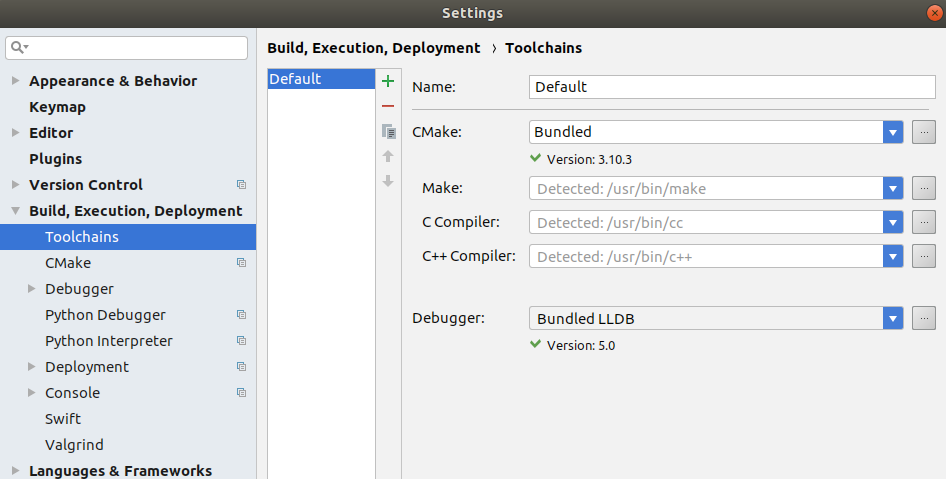 Settings
Appearance & Behavior
Keymap
Editor
Plugins
Version Control
Build, Execution, Deployment
Toolchains
CMake
Debugger
Python Debugger
Python Interpreter
Deployment
Console
Swift
Valgrind
Languages & Frameworks
Build, Execution, Deployment › Toolchains
Default
Name: Default
CMake: Bundled ...
Version: 3.10.3
Make: Detected: /usr/bin/make ...
C Compiler: Detected: /usr/bin/cc ...
C++ Compiler: Detected: /usr/bin/c++ ...
Debugger: Bundled LLDB ...
Version: 5.0